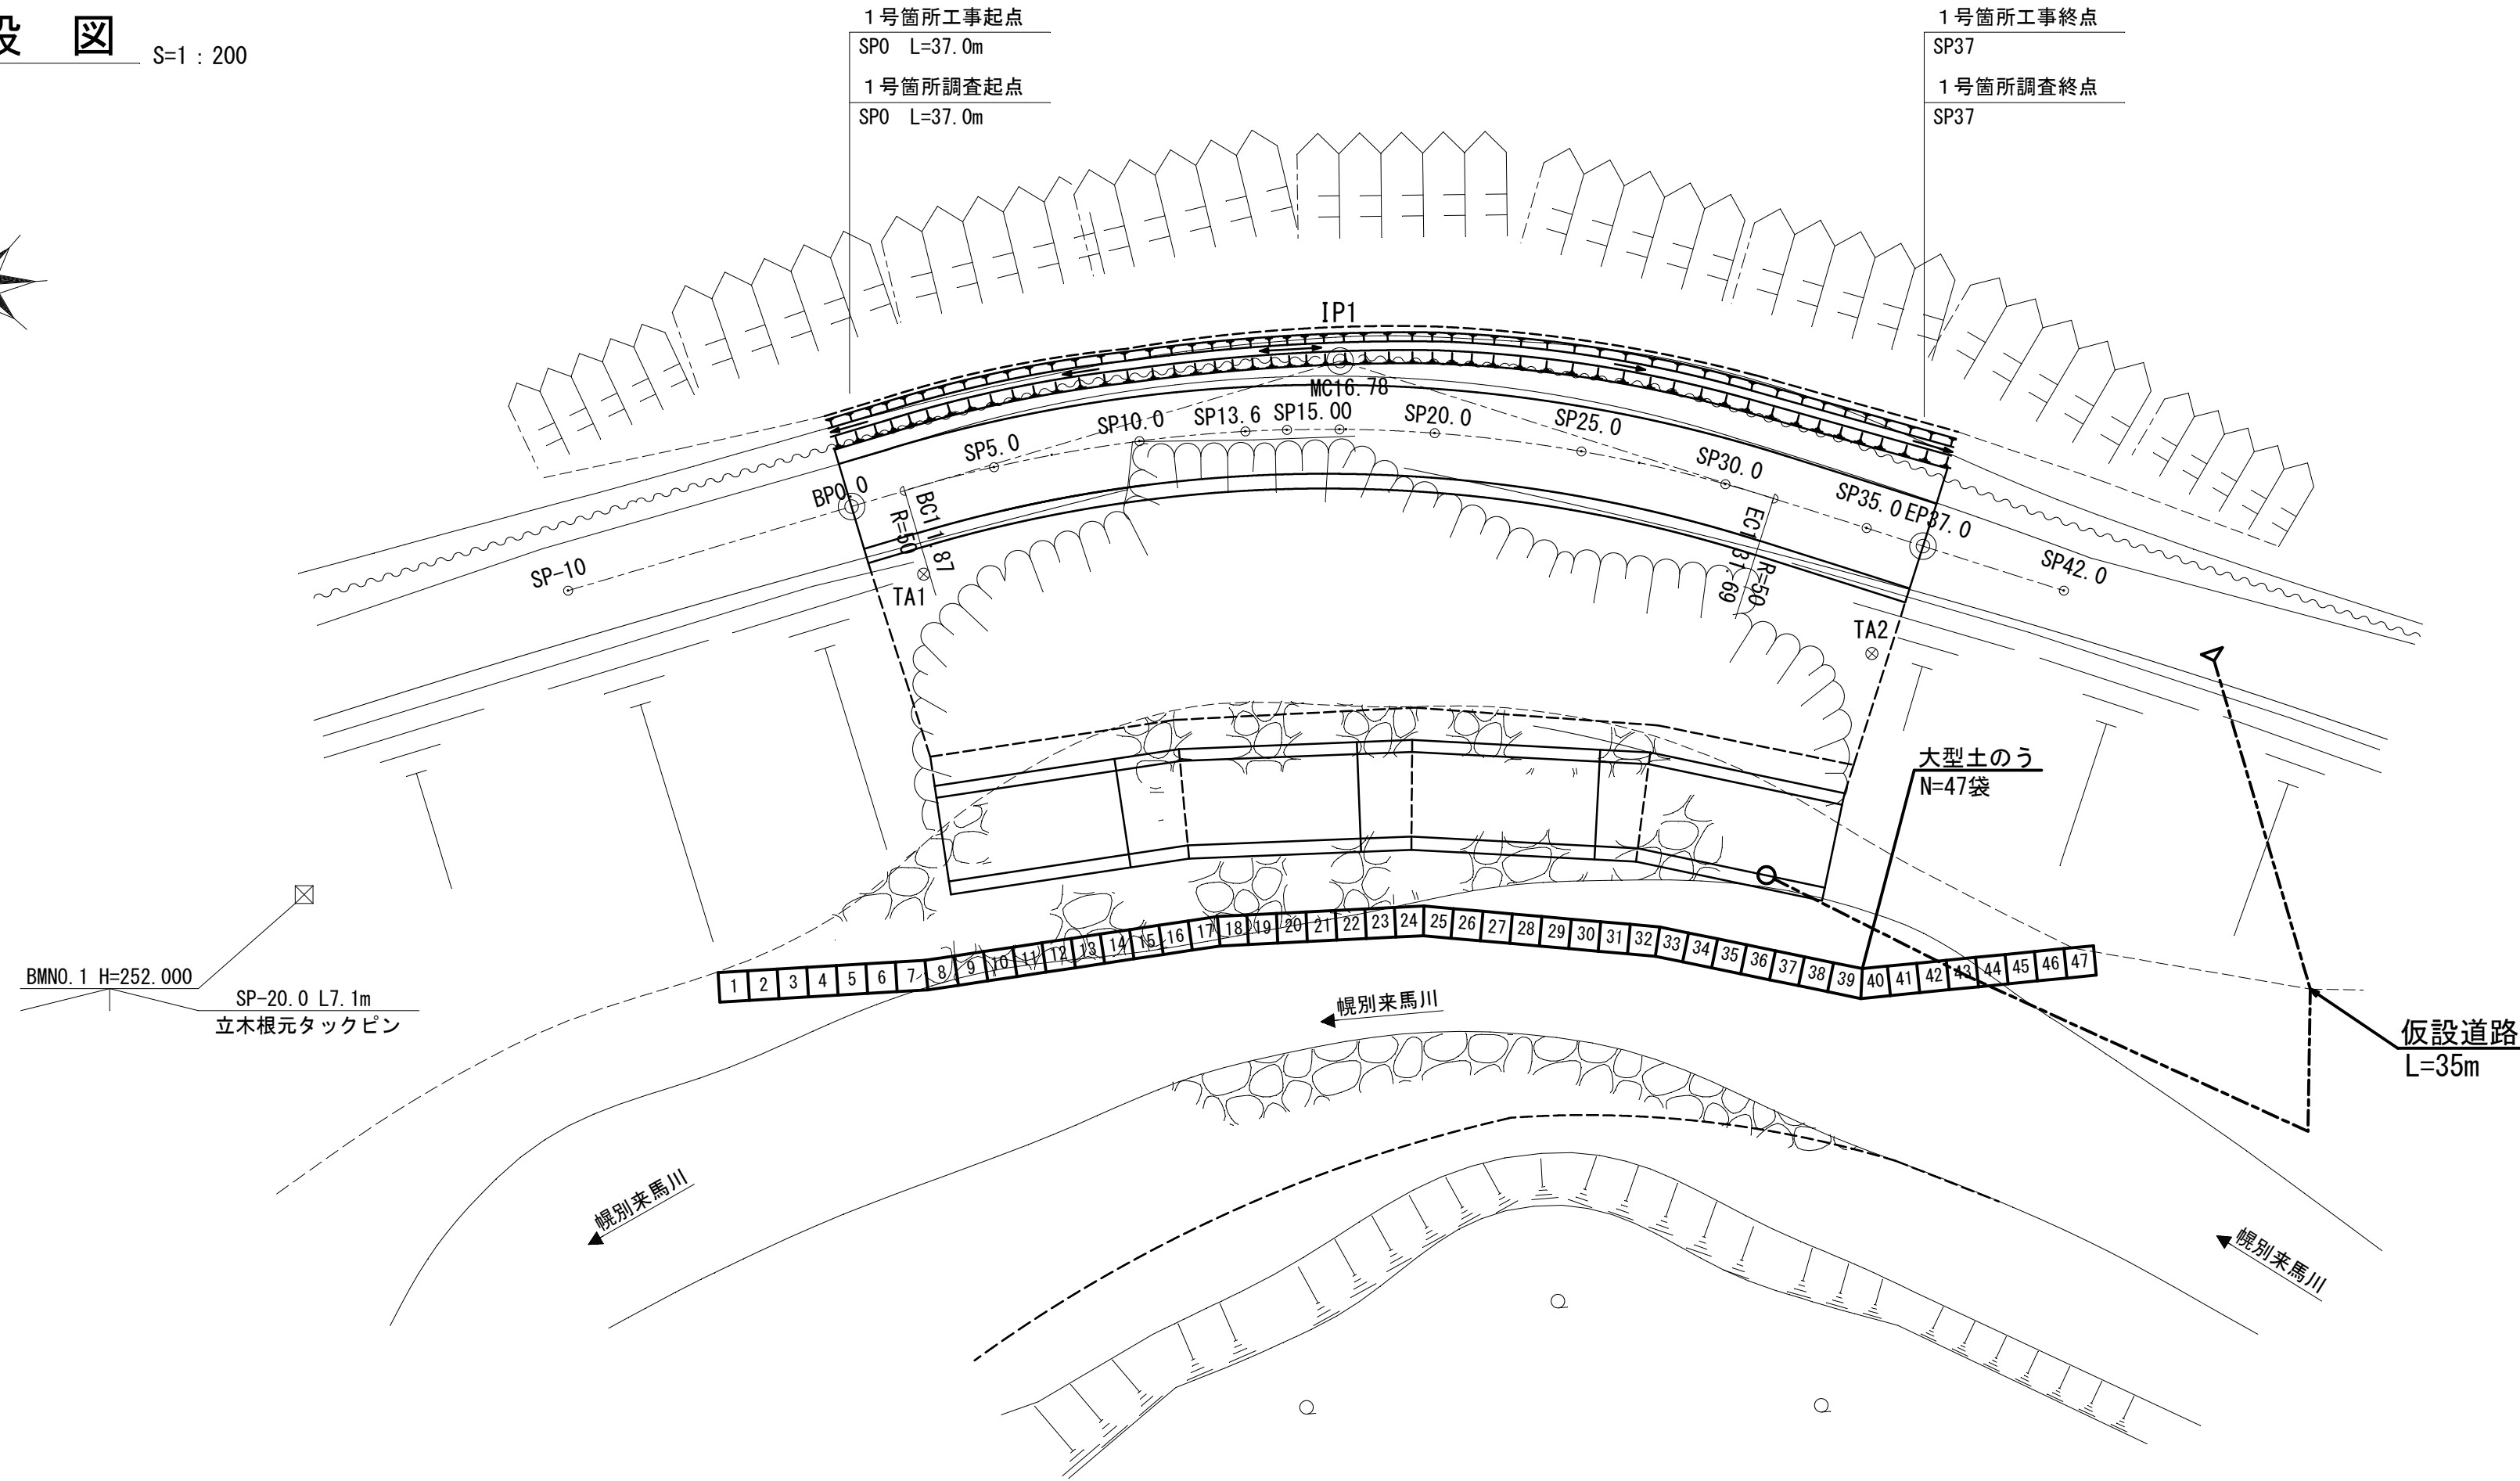 図
S=1：200
１号箇所工事起点
SP0 L=37.0m
１号箇所調査起点
SP0 L=37.0m
１号箇所工事終点
SP37
１号箇所調査終点
SP37
IP1
MC16.78
SP-10
BP0.0
SP5.0
SP10.0
SP13.6
SP15.00
SP20.0
SP25.0
SP30.0
SP35.0
EP37.0
SP42.0
BC1 1.87
R=50
EC1 31.69
R=50
TA1
TA2
大型土のう
N=47袋
BMNO.1 H=252.000
SP-20.0 L7.1m
立木根元タックピン
1 2 3 4 5 6 7 8 9 10 11 12 13 14 15 16 17 18 19 20 21 22 23 24 25 26 27 28 29 30 31 32 33 34 35 36 37 38 39 40 41 42 43 44 45 46 47
幌別来馬川
仮設道路
L=35m
幌別来馬川
幌別来馬川